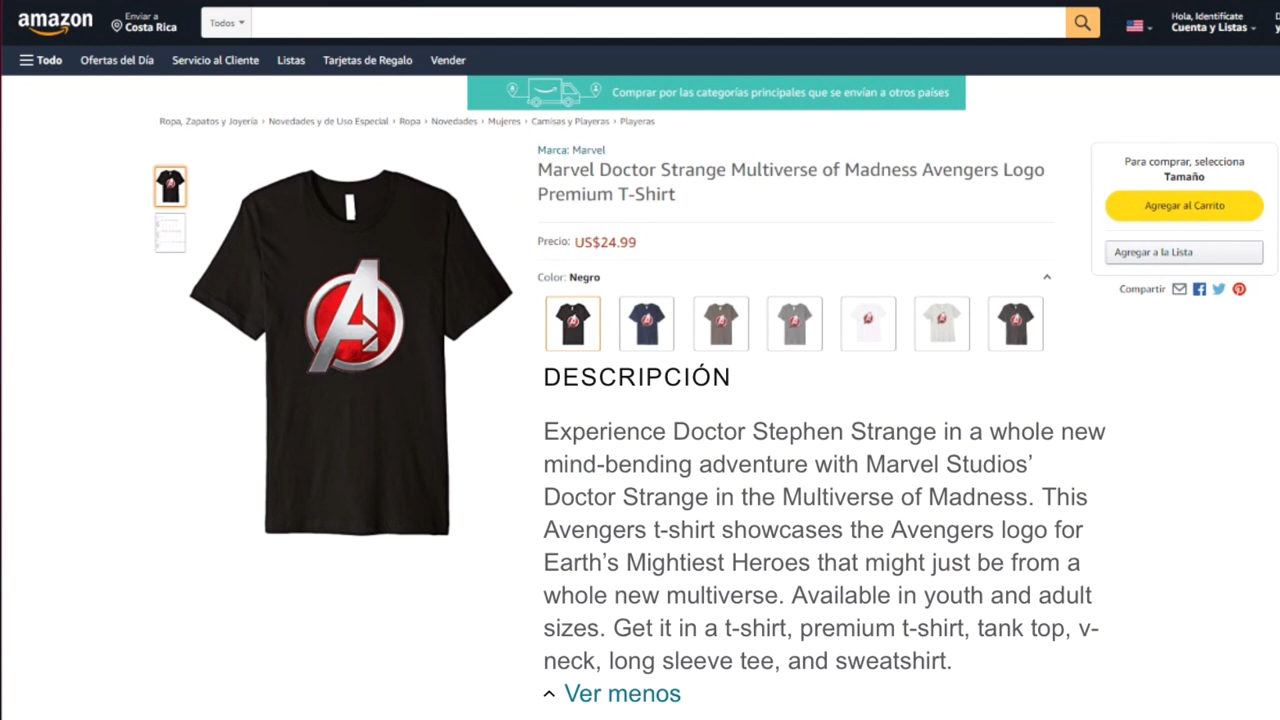 amazon
Enviar a
Costa Rica
Todos
Hola, Identifícate
Cuenta y Listas
Todo
Ofertas del Día
Servicio al Cliente
Listas
Tarjetas de Regalo
Vender
Comprar por las categorías principales que se envían a otros países
Ropa, Zapatos y Joyería › Novedades y de Uso Especial › Ropa › Novedades › Mujeres › Camisas y Playeras › Playeras
Marca: Marvel
Marvel Doctor Strange Multiverse of Madness Avengers Logo
Premium T-Shirt
Precio: US$24.99
Color: Negro
Para comprar, selecciona
Tamaño
Agregar al Carrito
Agregar a la Lista
Compartir
DESCRIPCIÓN
Experience Doctor Stephen Strange in a whole new
mind-bending adventure with Marvel Studios’
Doctor Strange in the Multiverse of Madness. This
Avengers t-shirt showcases the Avengers logo for
Earth’s Mightiest Heroes that might just be from a
whole new multiverse. Available in youth and adult
sizes. Get it in a t-shirt, premium t-shirt, tank top, v-
neck, long sleeve tee, and sweatshirt.
Ver menos